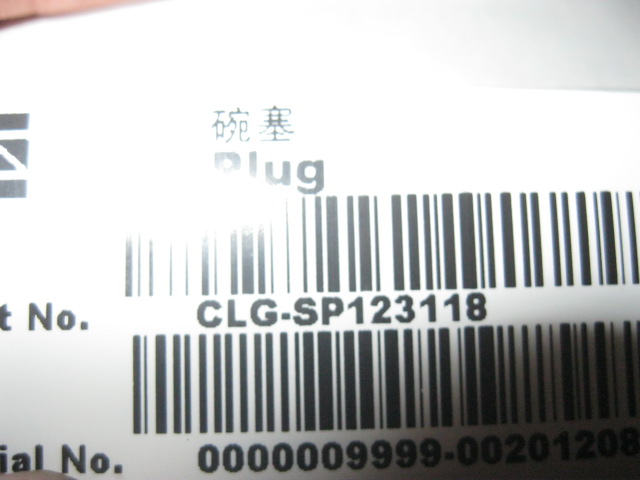 碗塞
Plug
t No. CLG-SP123118
ial No. 0000009999-00201208